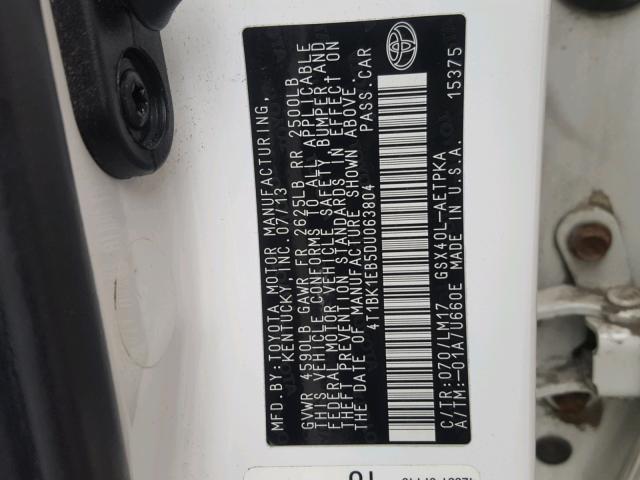 MFD.BY:TOYOTA MOTOR MANUFACTURING,
KENTUCKY, INC. 07/13
GVWR 4590LB GAWR FR 2625LB RR 2500LB
THIS VEHICLE CONFORMS TO ALL APPLICABLE
FEDERAL MOTOR VEHICLE SAFETY, BUMPER AND
THEFT PREVENTION STANDARDS IN EFFECT ON
THE DATE OF MANUFACTURE SHOWN ABOVE.
4T1BK1EB5DU063804 PASS.CAR
C/TR:070/LM17 GSX40L-AETPKA
A/TM:-01A/U660E MADE IN U.S.A. 15375